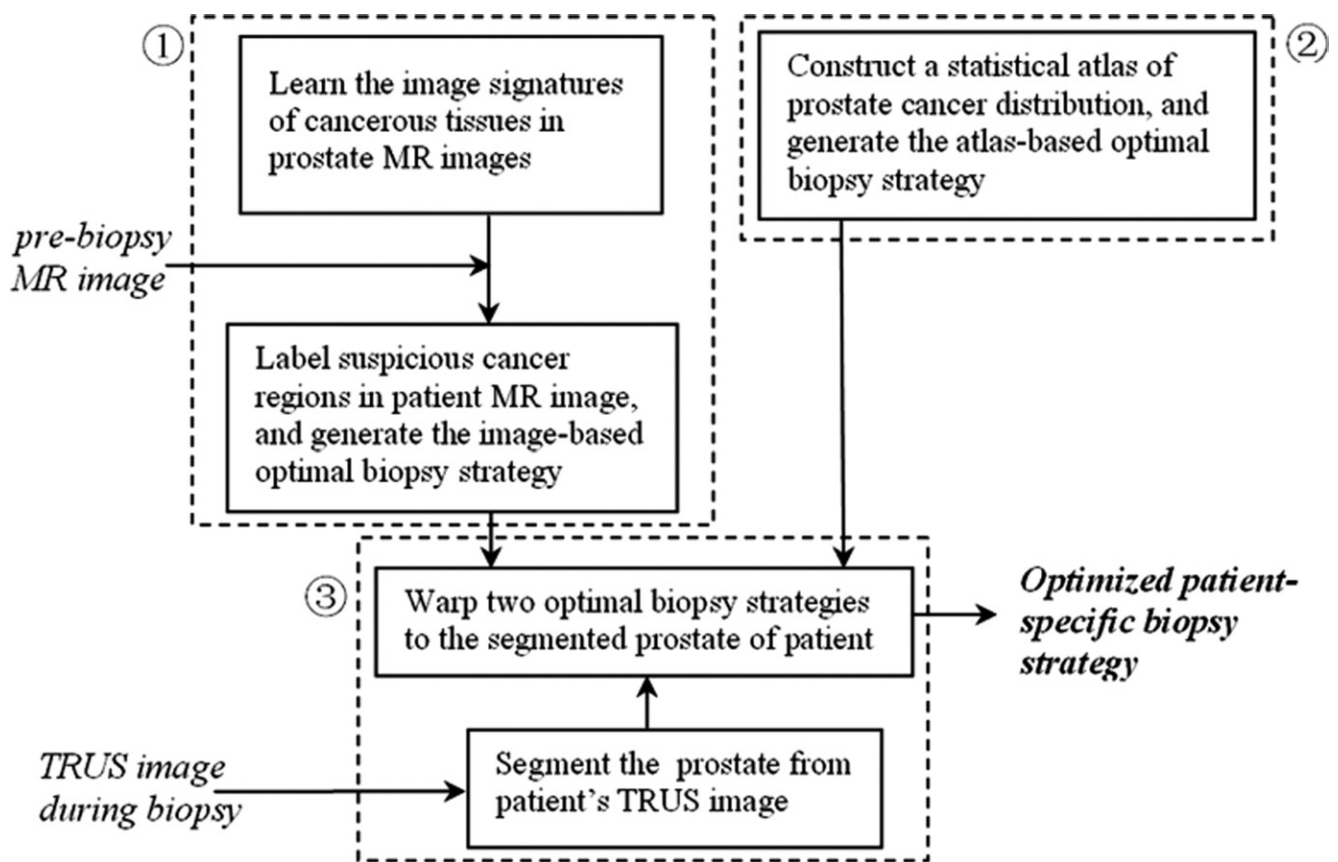 ①
Learn the image signatures
of cancerous tissues in
prostate MR images
②
Construct a statistical atlas of
prostate cancer distribution, and
generate the atlas-based optimal
biopsy strategy
pre-biopsy
MR image
Label suspicious cancer
regions in patient MR image,
and generate the image-based
optimal biopsy strategy
③
Warp two optimal biopsy strategies
to the segmented prostate of patient
Optimized patient-
specific biopsy
strategy
TRUS image
during biopsy
Segment the prostate from
patient’s TRUS image